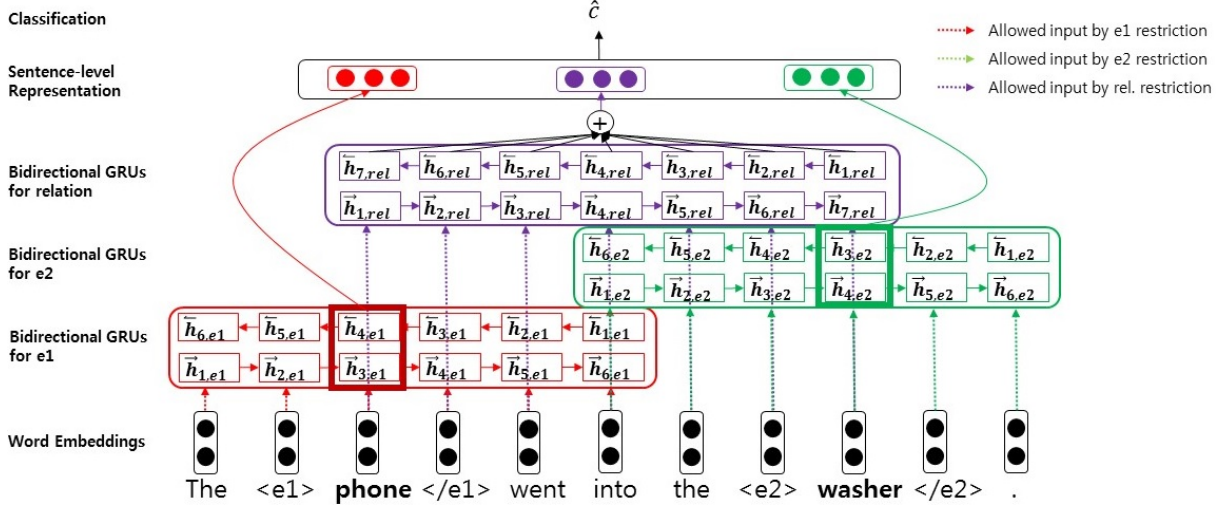 Classification
ĉ
Allowed input by e1 restriction
Allowed input by e2 restriction
Allowed input by rel. restriction
Sentence-level
Representation
+
Bidirectional GRUs
for relation
←h7,rel ←h6,rel ←h5,rel ←h4,rel ←h3,rel ←h2,rel ←h1,rel
→h1,rel →h2,rel →h3,rel →h4,rel →h5,rel →h6,rel →h7,rel
Bidirectional GRUs
for e2
←h6,e2 ←h5,e2 ←h4,e2 ←h3,e2 ←h2,e2 ←h1,e2
→h1,e2 →h2,e2 →h3,e2 →h4,e2 →h5,e2 →h6,e2
Bidirectional GRUs
for e1
←h6,e1 ←h5,e1 ←h4,e1 ←h3,e1 ←h2,e1 ←h1,e1
→h1,e1 →h2,e1 →h3,e1 →h4,e1 →h5,e1 →h6,e1
Word Embeddings
The <e1> phone </e1> went into the <e2> washer </e2> .